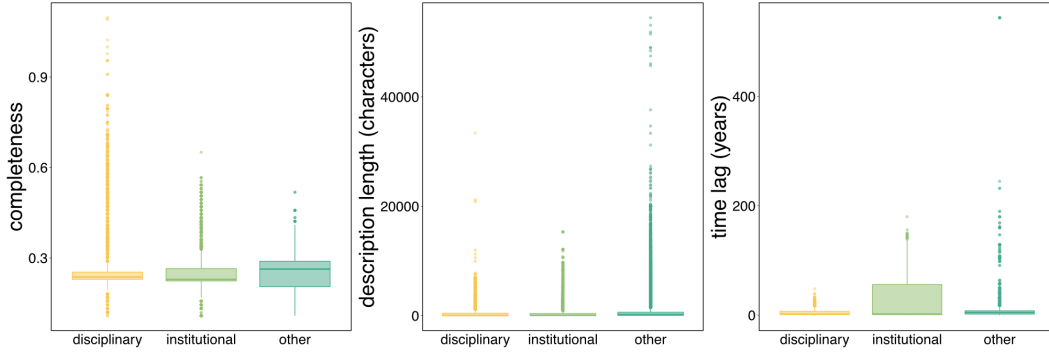 completeness
0.9
0.6
0.3
disciplinary institutional other
description length (characters)
40000
20000
0
disciplinary institutional other
time lag (years)
400
200
0
disciplinary institutional other